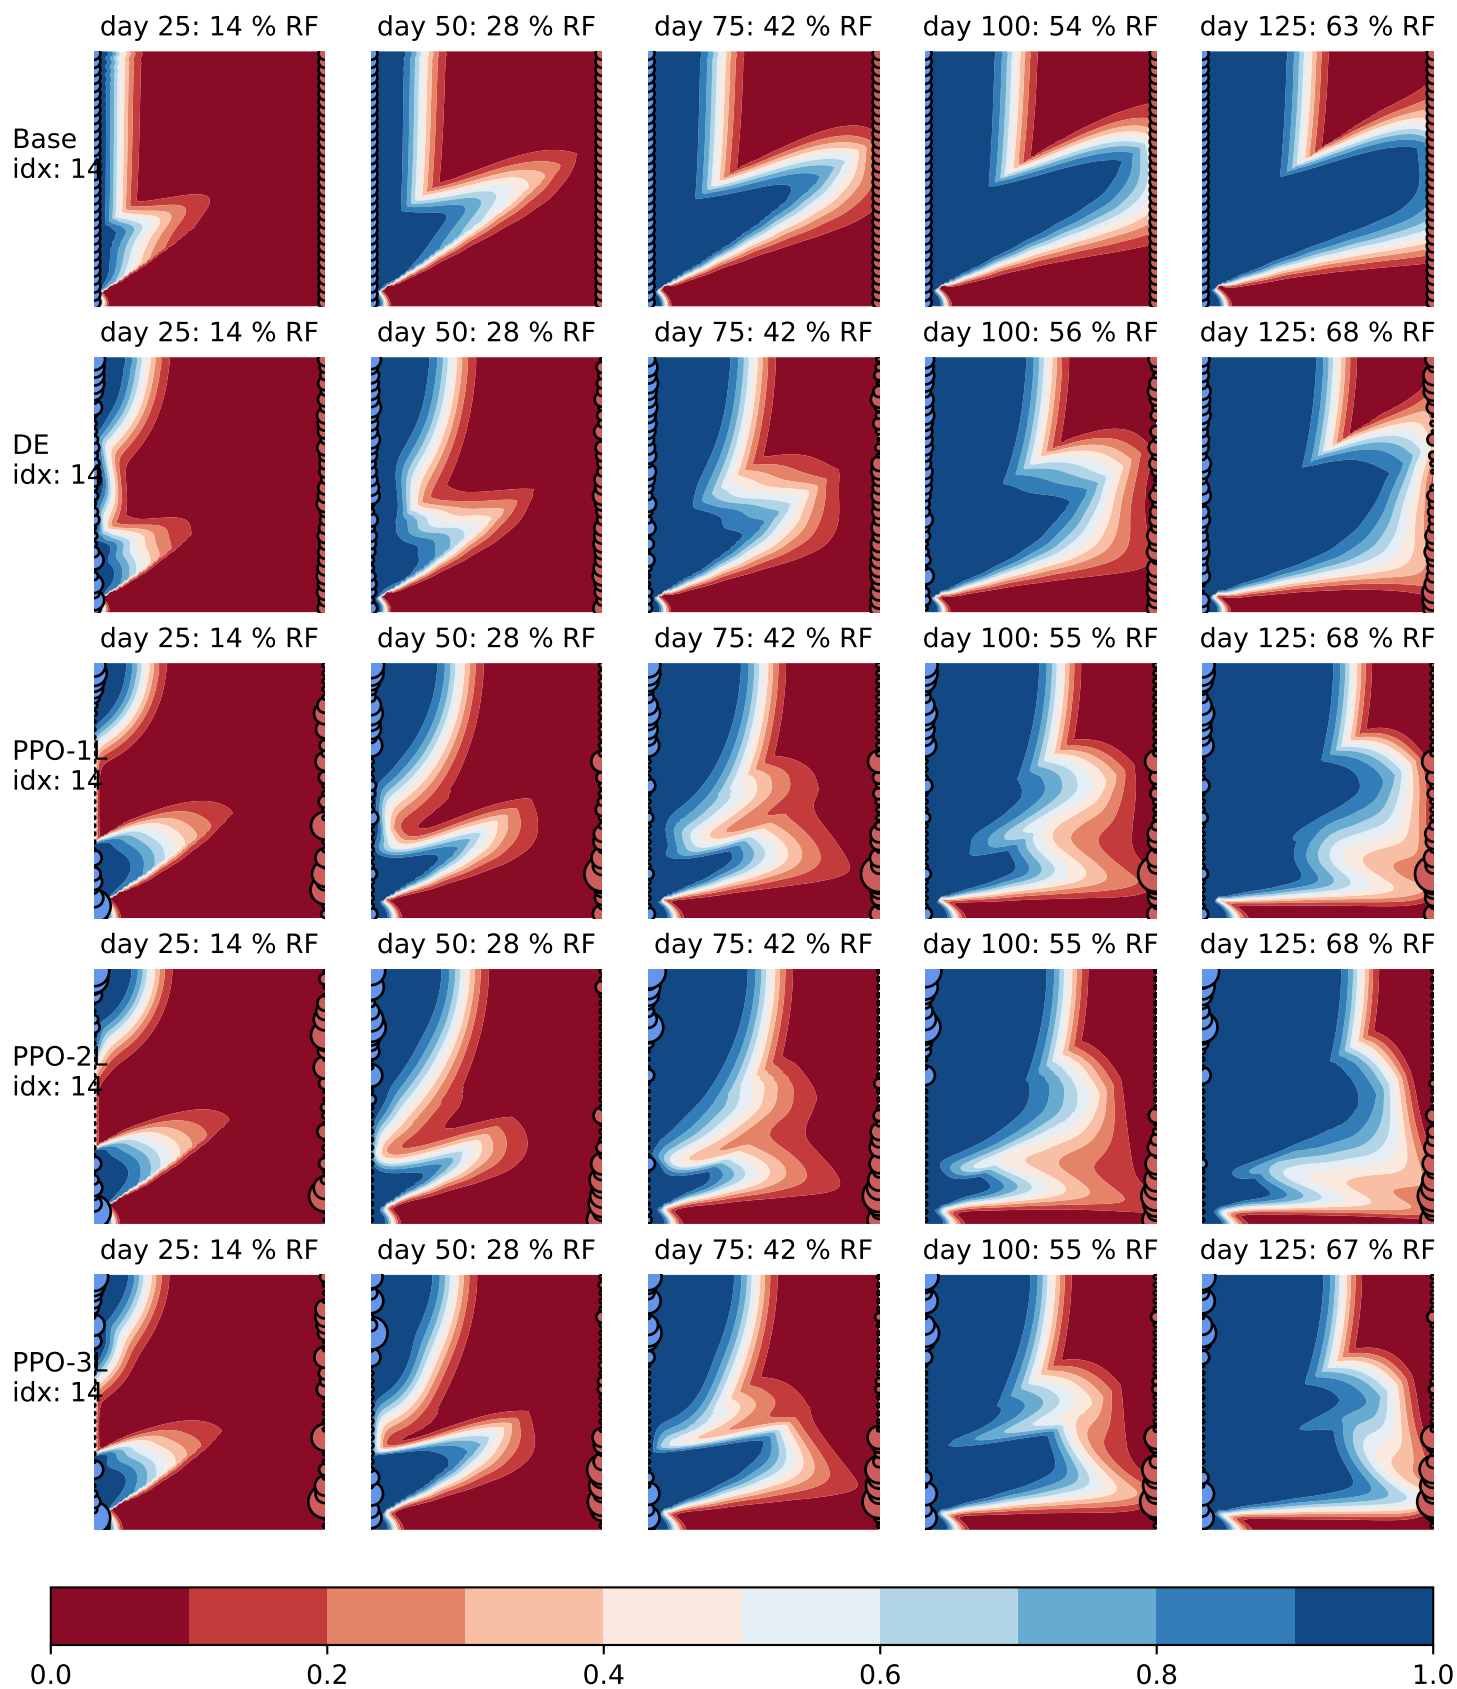 day 25: 14 % RF day 50: 28 % RF day 75: 42 % RF day 100: 54 % RF day 125: 63 % RF
Base
idx: 14
day 25: 14 % RF day 50: 28 % RF day 75: 42 % RF day 100: 56 % RF day 125: 68 % RF
DE
idx: 14
day 25: 14 % RF day 50: 28 % RF day 75: 42 % RF day 100: 55 % RF day 125: 68 % RF
PPO-1L
idx: 14
day 25: 14 % RF day 50: 28 % RF day 75: 42 % RF day 100: 55 % RF day 125: 68 % RF
PPO-2L
idx: 14
day 25: 14 % RF day 50: 28 % RF day 75: 42 % RF day 100: 55 % RF day 125: 67 % RF
PPO-3L
idx: 14
0.0 0.2 0.4 0.6 0.8 1.0